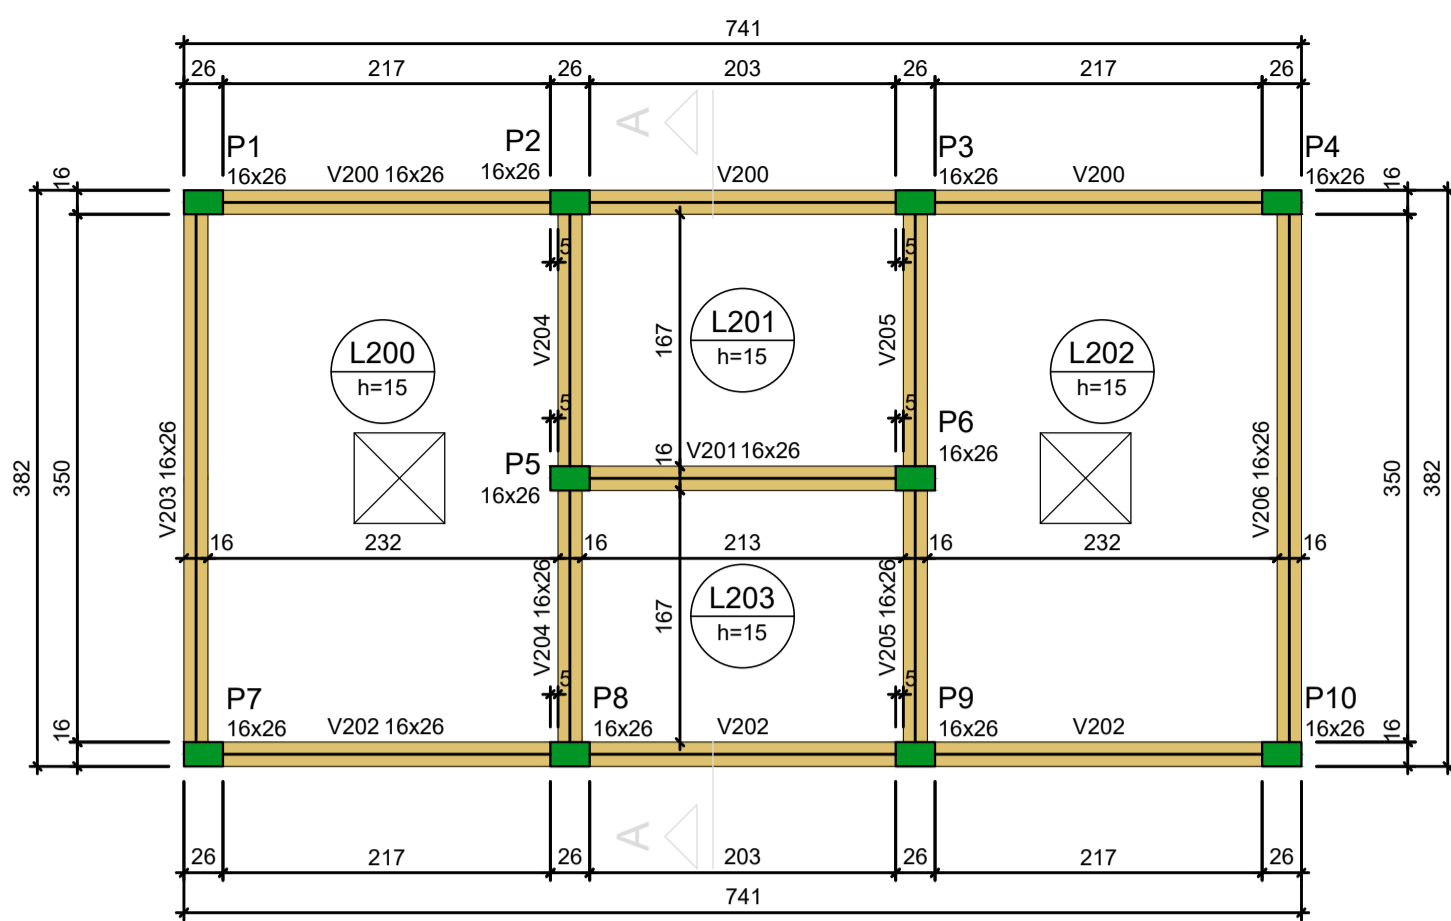 741
26 217 26 203 26 217 26
A
P1 P2 P3 P4
16x26 V200 16x26 16x26 V200 16x26 V200 16x26
16 16
5 5
V204 V205
167
L200 L201 L202
h=15 h=15 h=15
5 5
P6
16x26
382 350 V203 16x26 V206 16x26 350 382
P5 16 V201 16x26
16x26
16 232 16 213 16 232 16
V204 16x26 V205 16x26
167
L203
h=15
5 5
P7 P8 P9 P10
16x26 V202 16x26 16x26 V202 16x26 V202 16x26
16 16
A
26 217 26 203 26 217 26
741